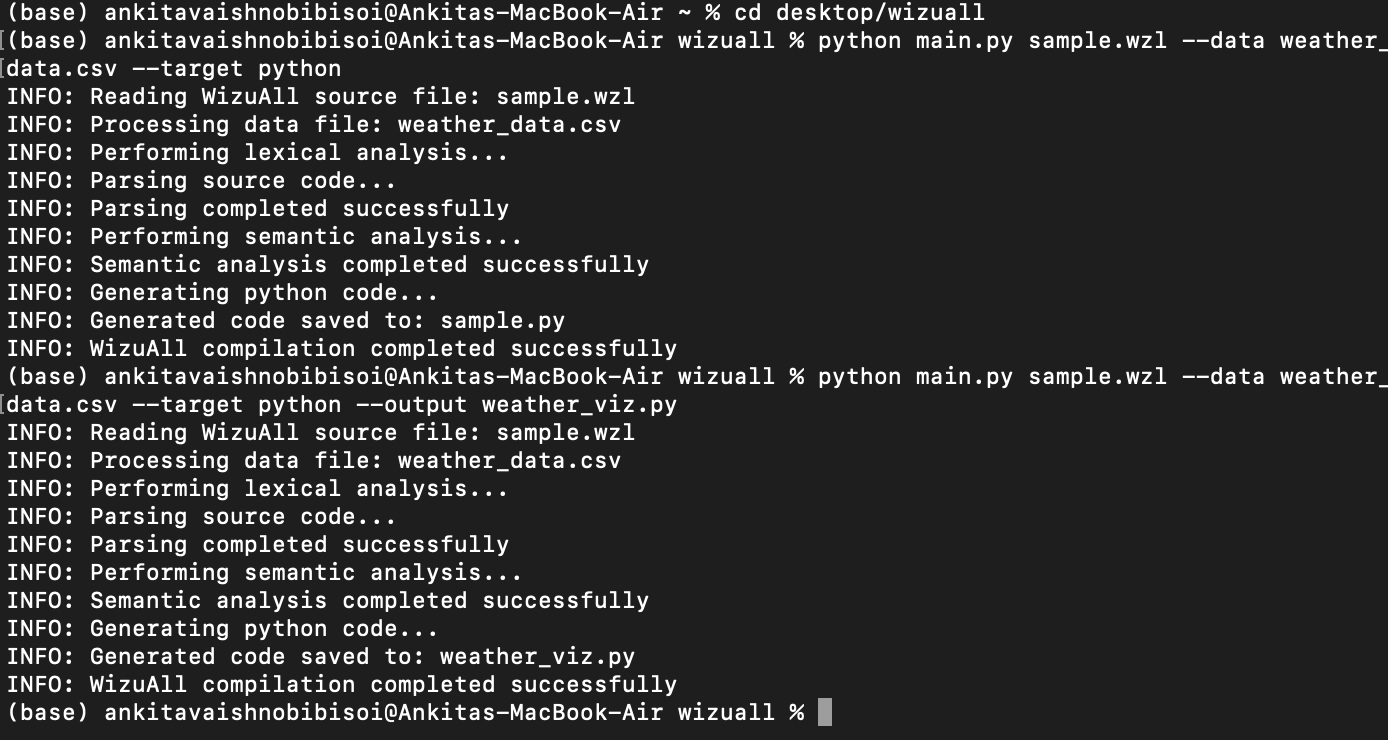 (base) ankitavaishnobibisoi@Ankitas-MacBook-Air ~ % cd desktop/wizuall
[(base) ankitavaishnobibisoi@Ankitas-MacBook-Air wizuall % python main.py sample.wzl --data weather_
[data.csv --target python
INFO: Reading WizuAll source file: sample.wzl
INFO: Processing data file: weather_data.csv
INFO: Performing lexical analysis...
INFO: Parsing source code...
INFO: Parsing completed successfully
INFO: Performing semantic analysis...
INFO: Semantic analysis completed successfully
INFO: Generating python code...
INFO: Generated code saved to: sample.py
INFO: WizuAll compilation completed successfully
(base) ankitavaishnobibisoi@Ankitas-MacBook-Air wizuall % python main.py sample.wzl --data weather_
[data.csv --target python --output weather_viz.py
INFO: Reading WizuAll source file: sample.wzl
INFO: Processing data file: weather_data.csv
INFO: Performing lexical analysis...
INFO: Parsing source code...
INFO: Parsing completed successfully
INFO: Performing semantic analysis...
INFO: Semantic analysis completed successfully
INFO: Generating python code...
INFO: Generated code saved to: weather_viz.py
INFO: WizuAll compilation completed successfully
(base) ankitavaishnobibisoi@Ankitas-MacBook-Air wizuall %